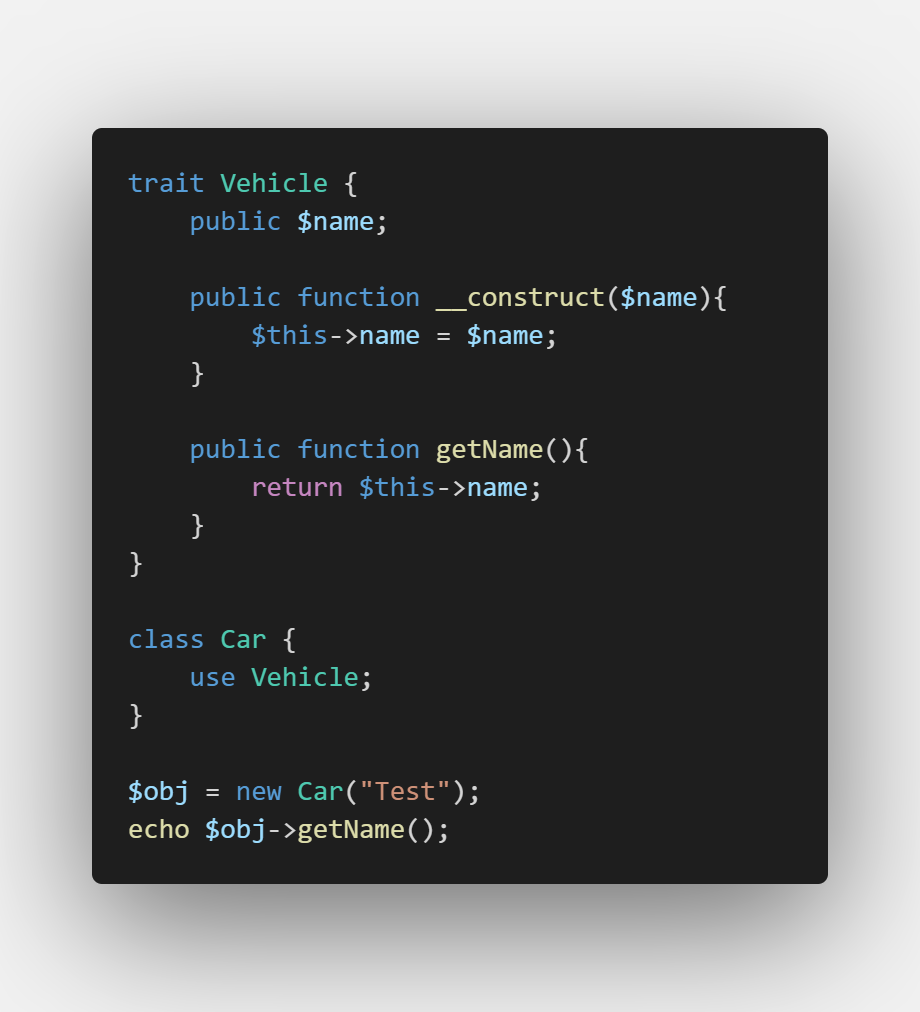 trait Vehicle {
    public $name;

    public function __construct($name){
        $this->name = $name;
    }

    public function getName(){
        return $this->name;
    }
}

class Car {
    use Vehicle;
}

$obj = new Car("Test");
echo $obj->getName();